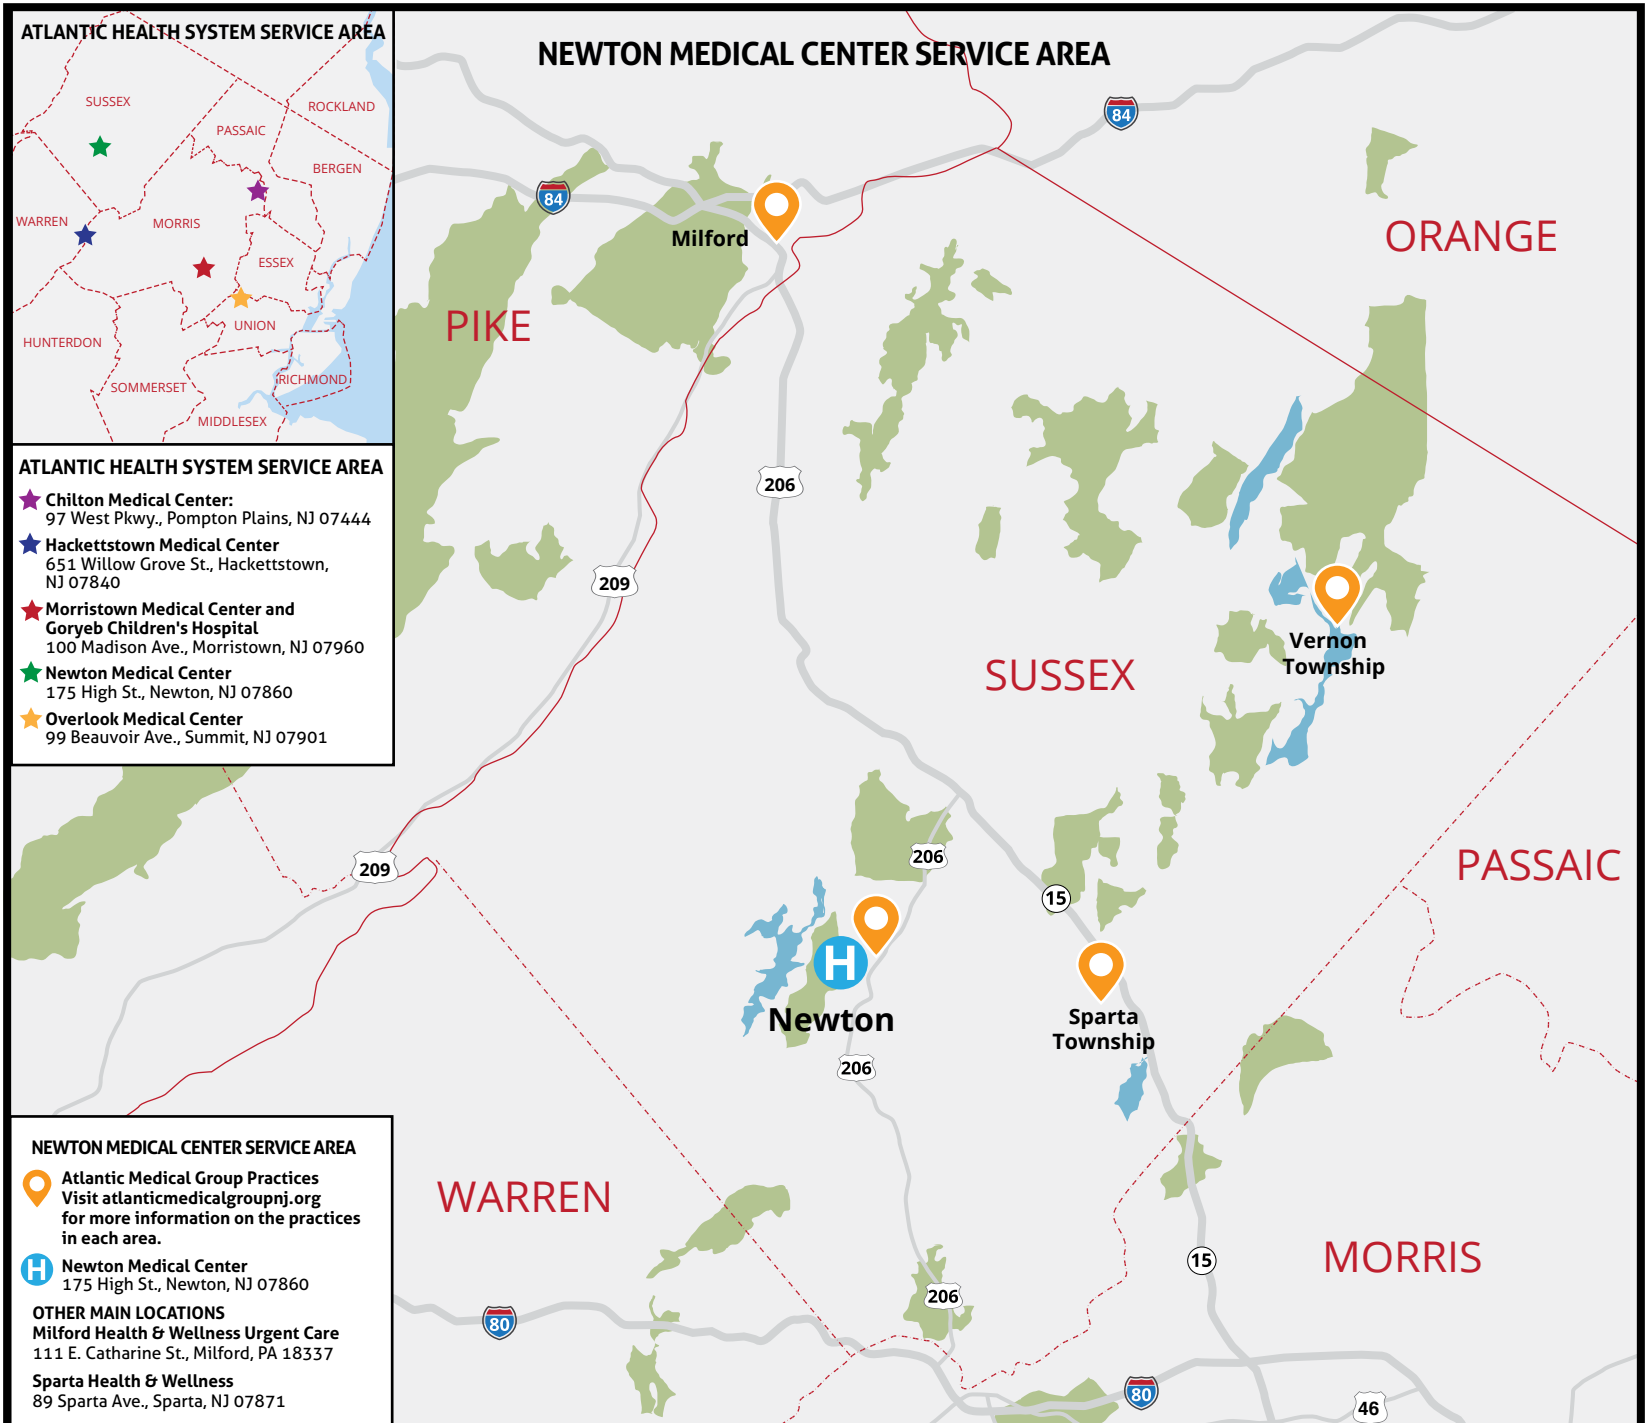 ATLANTIC HEALTH SYSTEM SERVICE AREA
SUSSEX
ROCKLAND
PASSAIC
BERGEN
WARREN
MORRIS
ESSEX
UNION
HUNTERDON
SOMMERSET
RICHMOND
MIDDLESEX
ATLANTIC HEALTH SYSTEM SERVICE AREA
Chilton Medical Center:
97 West Pkwy., Pompton Plains, NJ 07444
Hackettstown Medical Center
651 Willow Grove St., Hackettstown,
NJ 07840
Morristown Medical Center and
Goryeb Children's Hospital
100 Madison Ave., Morristown, NJ 07960
Newton Medical Center
175 High St., Newton, NJ 07860
Overlook Medical Center
99 Beauvoir Ave., Summit, NJ 07901
NEWTON MEDICAL CENTER SERVICE AREA
84
84
Milford
ORANGE
PIKE
206
209
Vernon
Township
SUSSEX
206
PASSAIC
209
15
H
Newton
Sparta
Township
206
WARREN
15
MORRIS
206
80
80
46
NEWTON MEDICAL CENTER SERVICE AREA
Atlantic Medical Group Practices
Visit atlanticmedicalgroupnj.org
for more information on the practices
in each area.
H
Newton Medical Center
175 High St., Newton, NJ 07860
OTHER MAIN LOCATIONS
Milford Health & Wellness Urgent Care
111 E. Catharine St., Milford, PA 18337
Sparta Health & Wellness
89 Sparta Ave., Sparta, NJ 07871